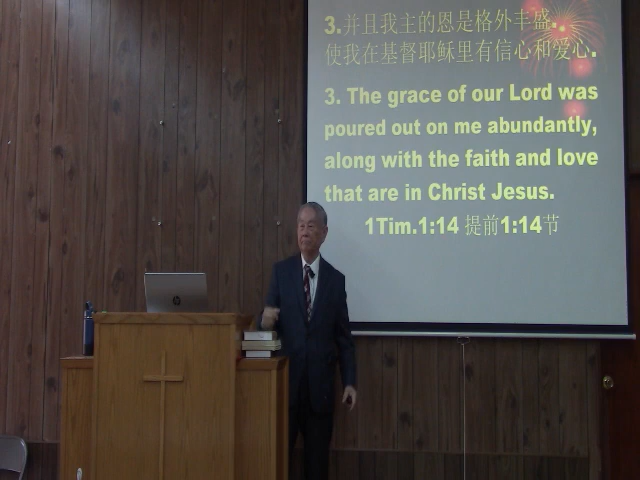 3.并且我主的恩是格外丰盛.
使我在基督耶稣里有信心和爱心.
3. The grace of our Lord was
poured out on me abundantly,
along with the faith and love
that are in Christ Jesus.
1Tim.1:14 提前1:14节
hp